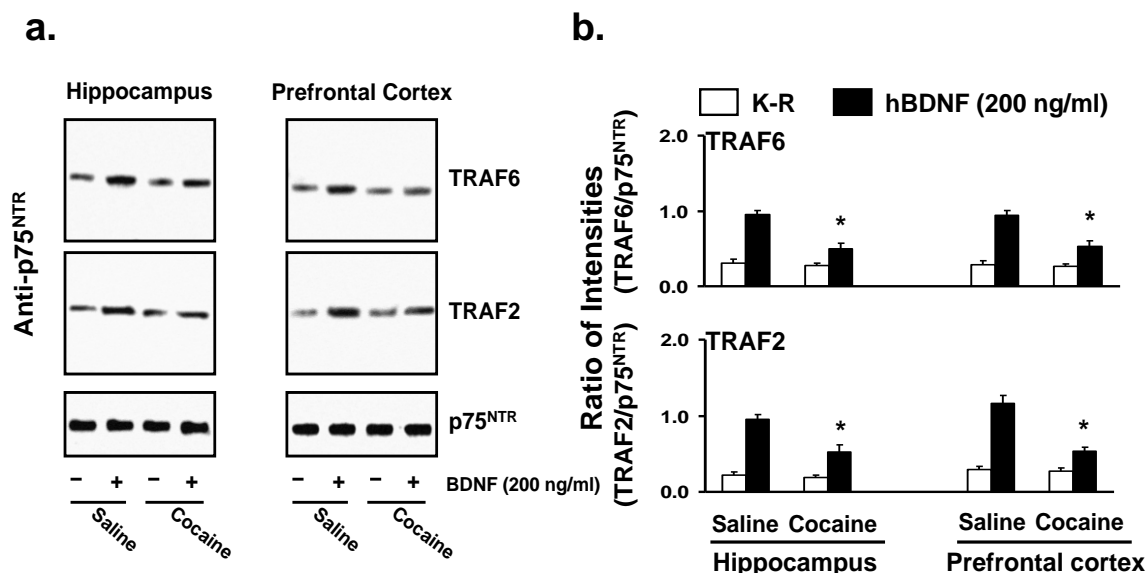 a.
Hippocampus Prefrontal Cortex
Anti-p75NTR
TRAF6
TRAF2
p75NTR
− + − + − + − + BDNF (200 ng/ml)
Saline Cocaine Saline Cocaine
b.
K-R hBDNF (200 ng/ml)
Ratio of Intensities
(TRAF6/p75NTR)
2.0
TRAF6
1.0
* *
0.0
(TRAF2/p75NTR)
2.0
TRAF2
1.0
* *
0.0
Saline Cocaine Saline Cocaine
Hippocampus Prefrontal cortex